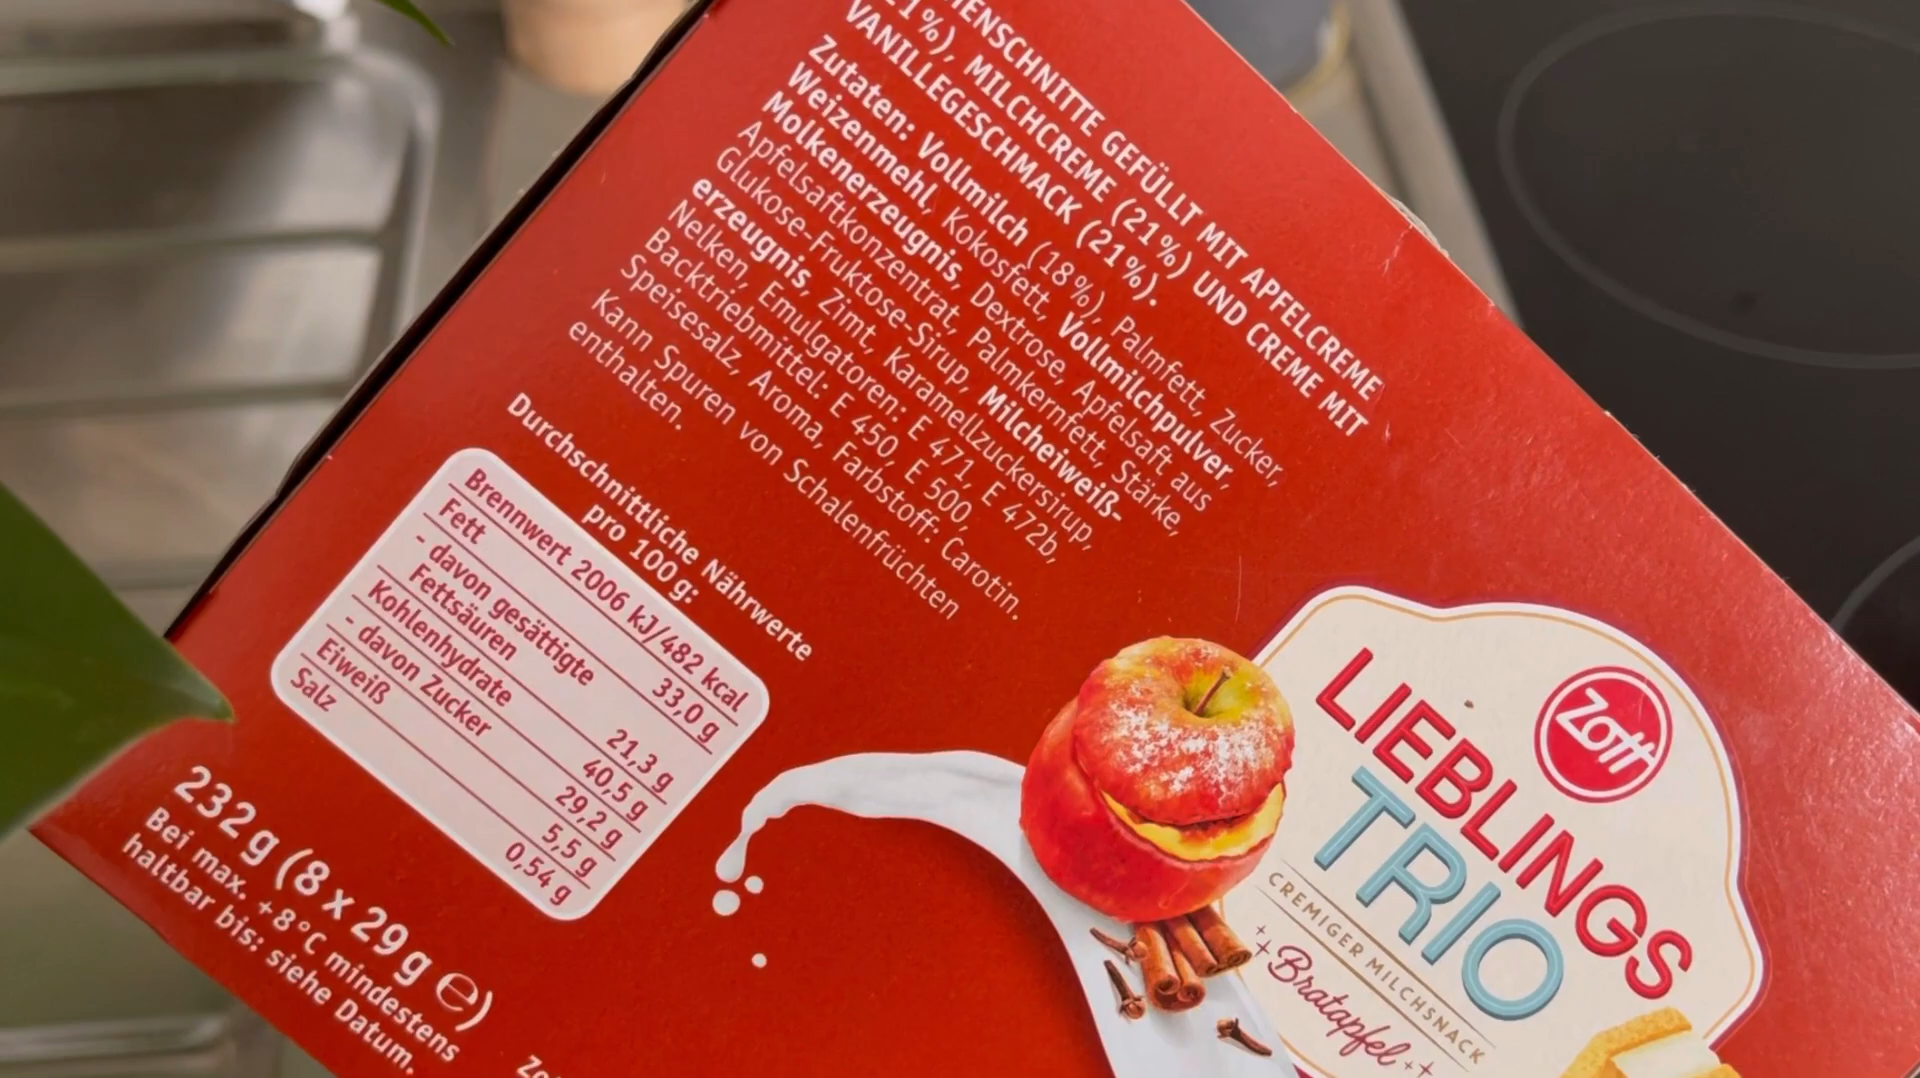 GEFÜLLT MIT APFELCREME
21%), MILCHCREME (21%) UND CREME MIT
VANILLEGESCHMACK (21%).
Zutaten: Vollmilch (18%), Palmfett, Zucker,
Weizenmehl, Kokosfett, Vollmilchpulver,
Molkenerzeugnis, Dextrose, Apfelsaft aus
Apfelsaftkonzentrat, Palmkernfett, Stärke,
Glukose-Fruktose-Sirup, Milcheiweiß-
erzeugnis, Zimt, Karamellzuckersirup,
Nelken, Emulgatoren: E 471, E 472b,
Backtriebmittel: E 450, E 500,
Speisesalz, Aroma, Farbstoff: Carotin.
Kann Spuren von Schalenfrüchten
enthalten.
Durchschnittliche Nährwerte
pro 100 g:
Brennwert 2006 kJ/482 kcal
Fett 33,0 g
- davon gesättigte
Fettsäuren 21,3 g
Kohlenhydrate 40,5 g
- davon Zucker 29,2 g
Eiweiß 5,5 g
Salz 0,54 g
232 g (8 x 29 g ℮)
Bei max. +8°C mindestens
haltbar bis: siehe Datum.
Zott
LIEBLINGS
TRIO
CREMIGER MILCHSNACK
Bratapfel